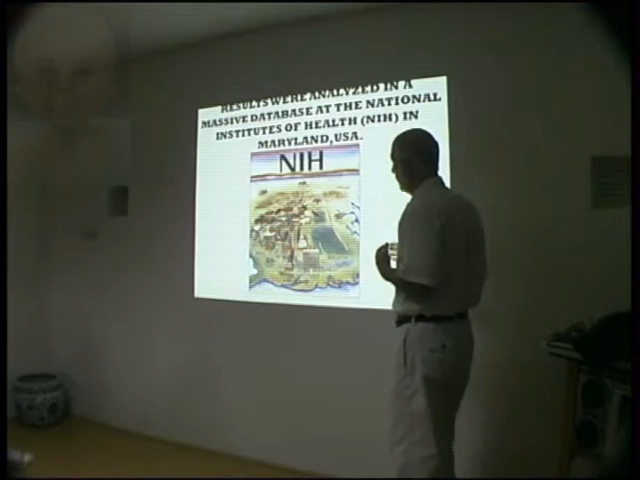 RESULTS WERE ANALYZED IN A
MASSIVE DATABASE AT THE NATIONAL
INSTITUTES OF HEALTH (NIH) IN
MARYLAND, USA.
NIH